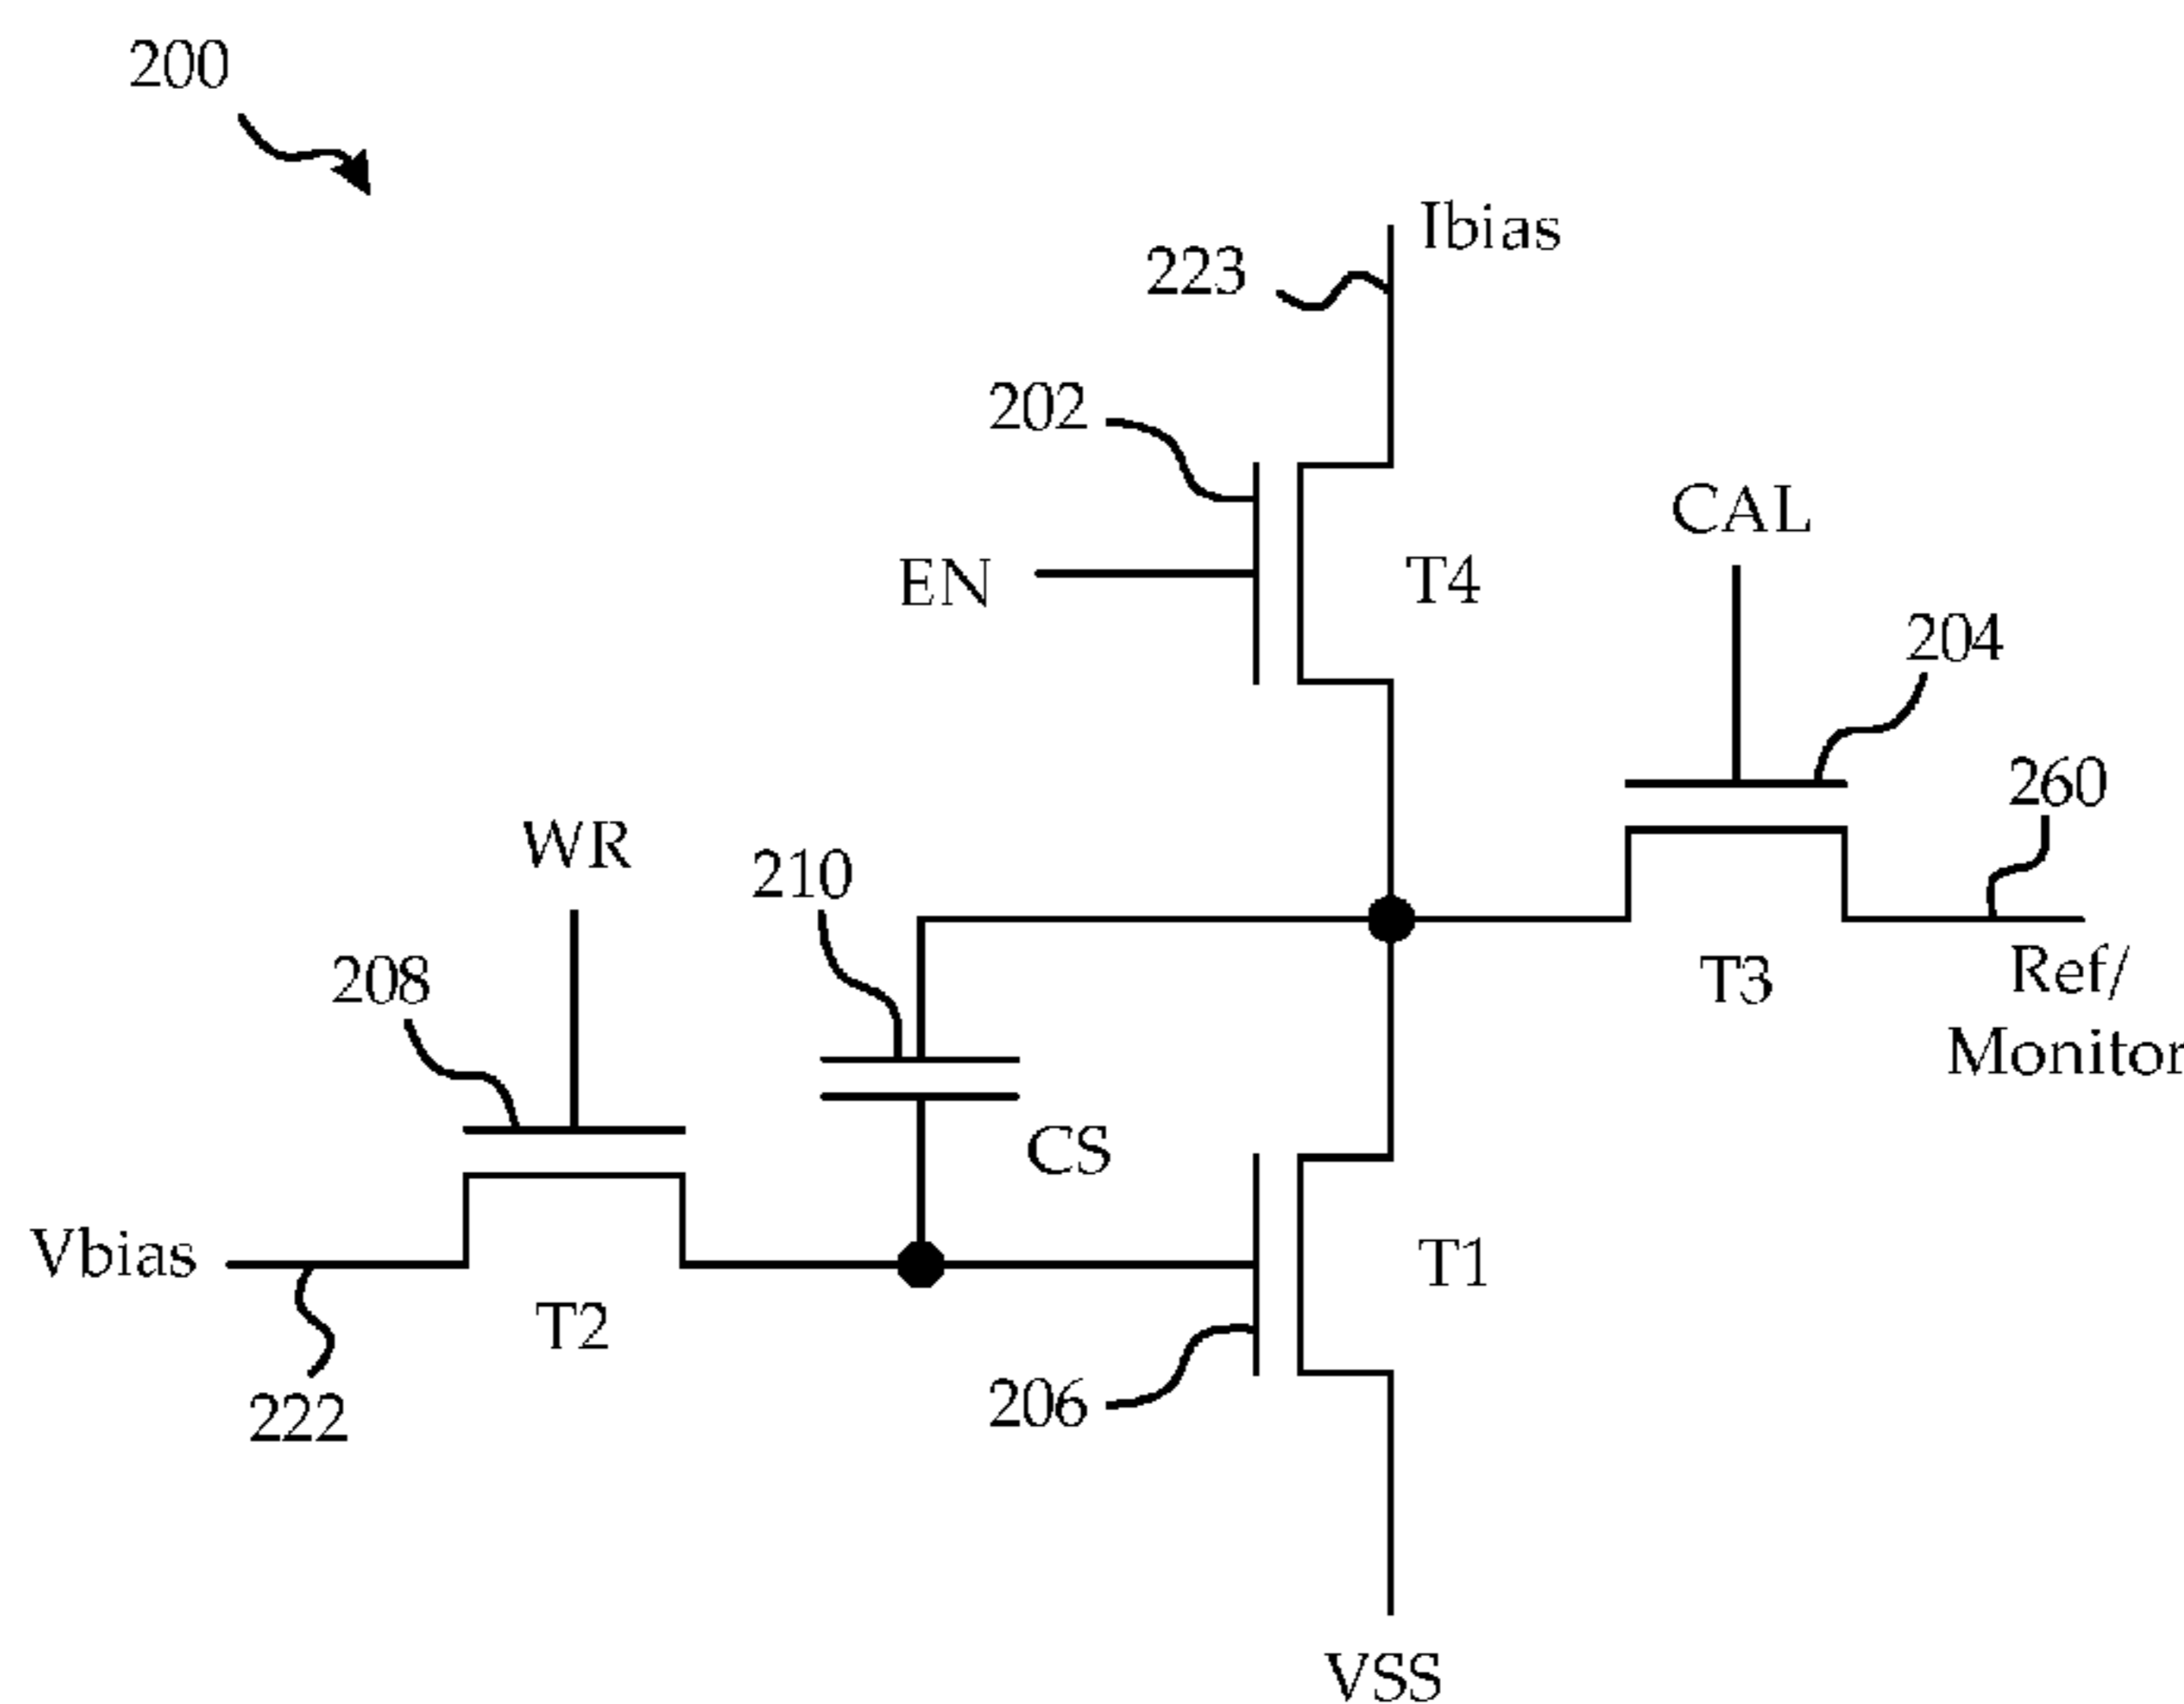 200
Ibias
223
202
CAL
EN
T4
204
260
WR
210
208
T3
Ref/
Monitor
CS
Vbias
T1
T2
206
222
VSS